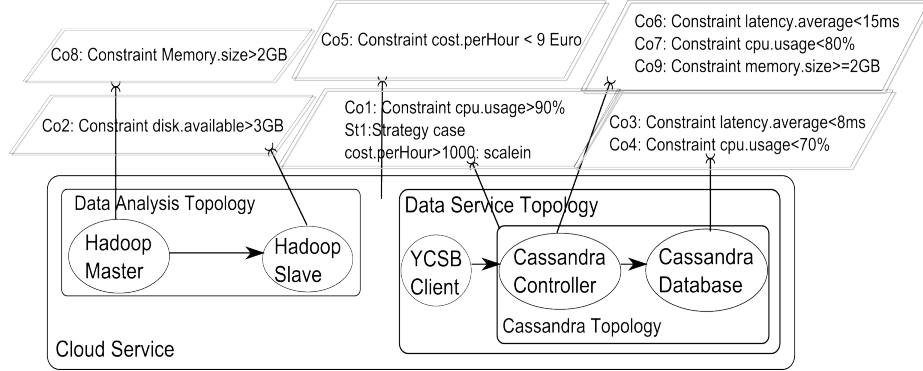 Co8: Constraint Memory.size>2GB
Co5: Constraint cost.perHour < 9 Euro
Co6: Constraint latency.average<15ms
Co7: Constraint cpu.usage<80%
Co9: Constraint memory.size>=2GB
Co2: Constraint disk.available>3GB
Co1: Constraint cpu.usage>90%
St1:Strategy case
cost.perHour>1000: scalein
Co3: Constraint latency.average<8ms
Co4: Constraint cpu.usage<70%
Data Analysis Topology
Hadoop
Master
Hadoop
Slave
Data Service Topology
YCSB
Client
Cassandra
Controller
Cassandra
Database
Cassandra Topology
Cloud Service